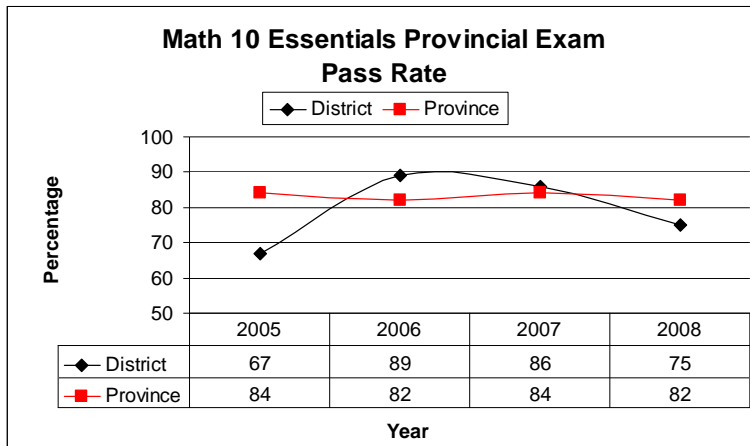 Math 10 Essentials Provincial Exam
Pass Rate
District Province
Percentage
100
90
80
70
60
50
2005 2006 2007 2008
District 67 89 86 75
Province 84 82 84 82
Year